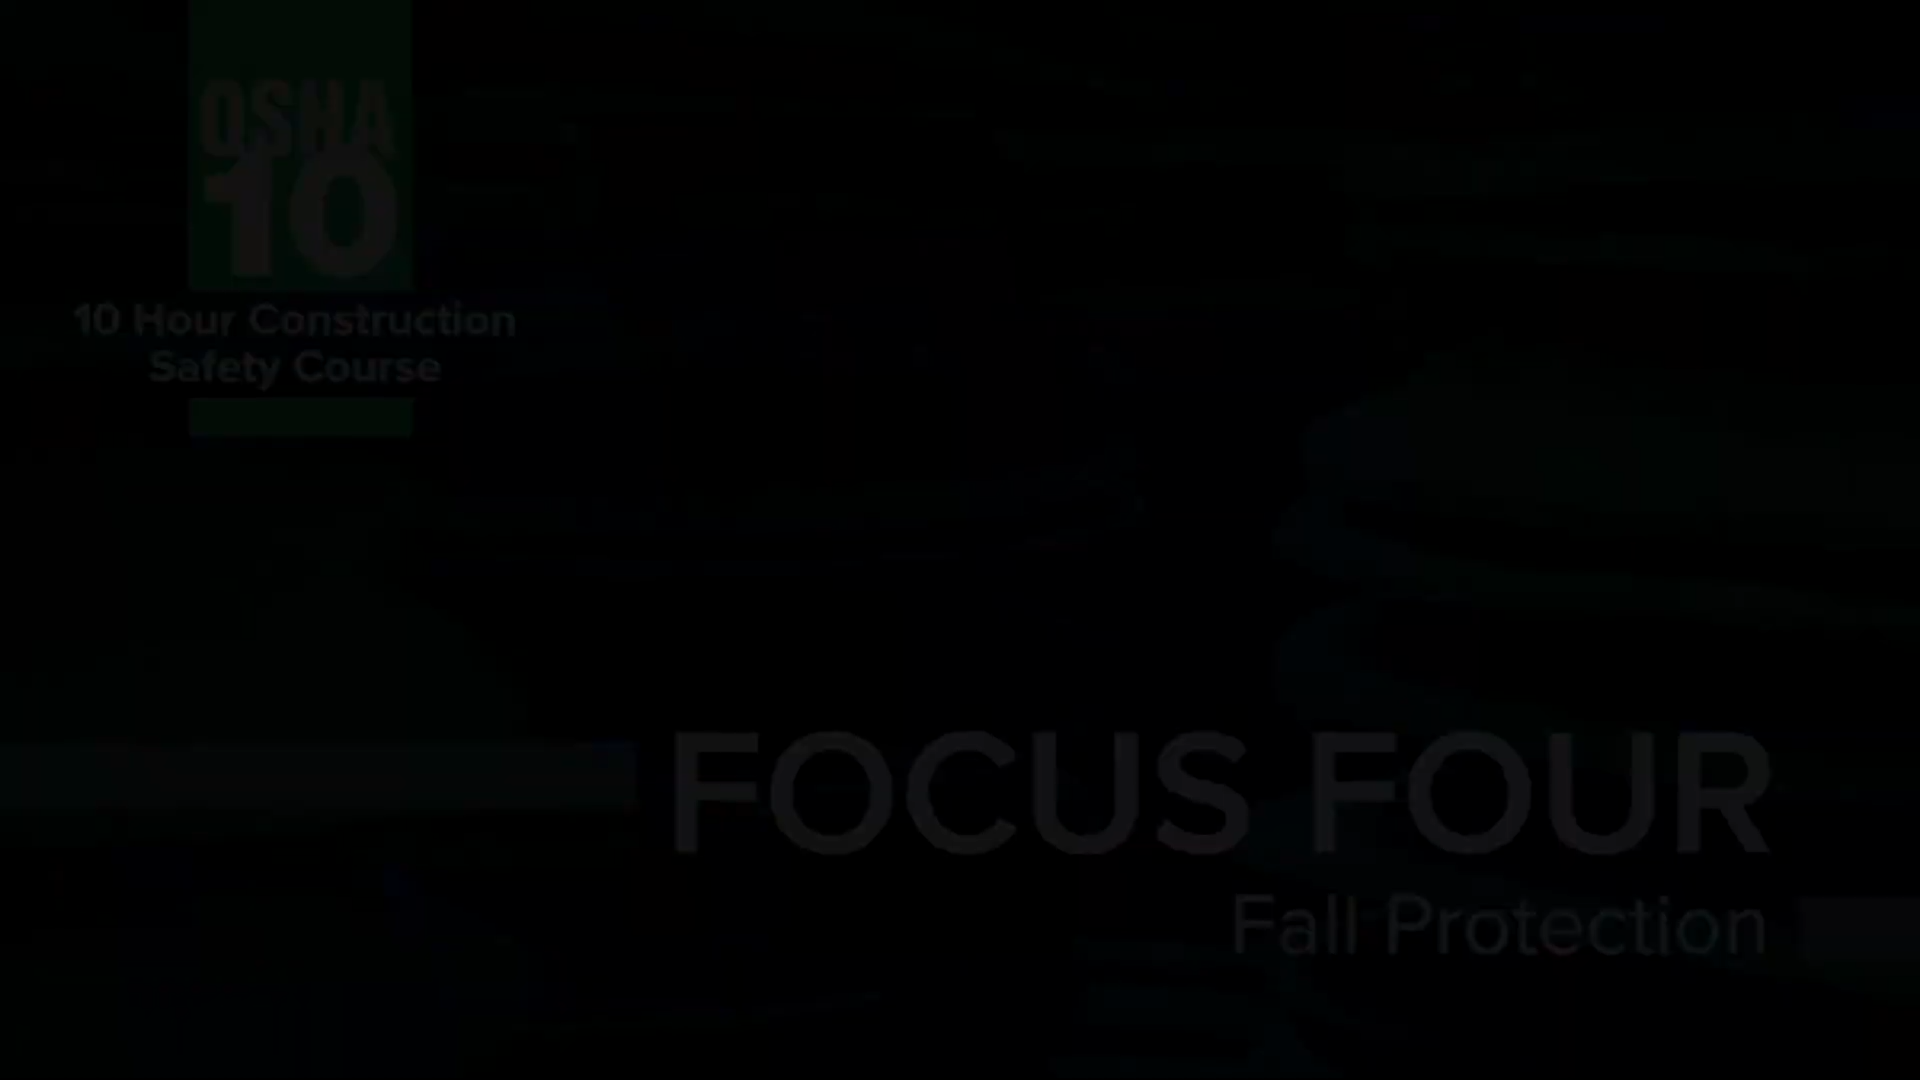 OSHA
10
10 Hour Construction
Safety Course
FOCUS FOUR
Fall Protection